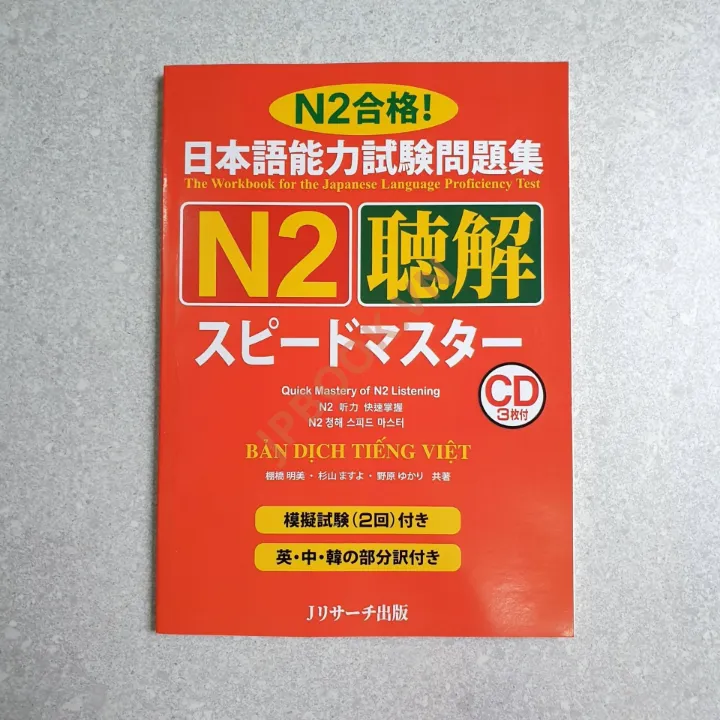 N2合格!
日本語能力試験問題集
The Workbook for the Japanese Language Proficiency Test
N2 聴解
スピードマスター
CD
3枚付
Quick Mastery of N2 Listening
N2 听力 快速掌握
N2 청해 스피드 마스터
BẢN DỊCH TIẾNG VIỆT
棚橋 明美・杉山 ますよ・野原 ゆかり 共著
模擬試験(2回)付き
英・中・韓の部分訳付き
Jリサーチ出版
JPBOOK.VN